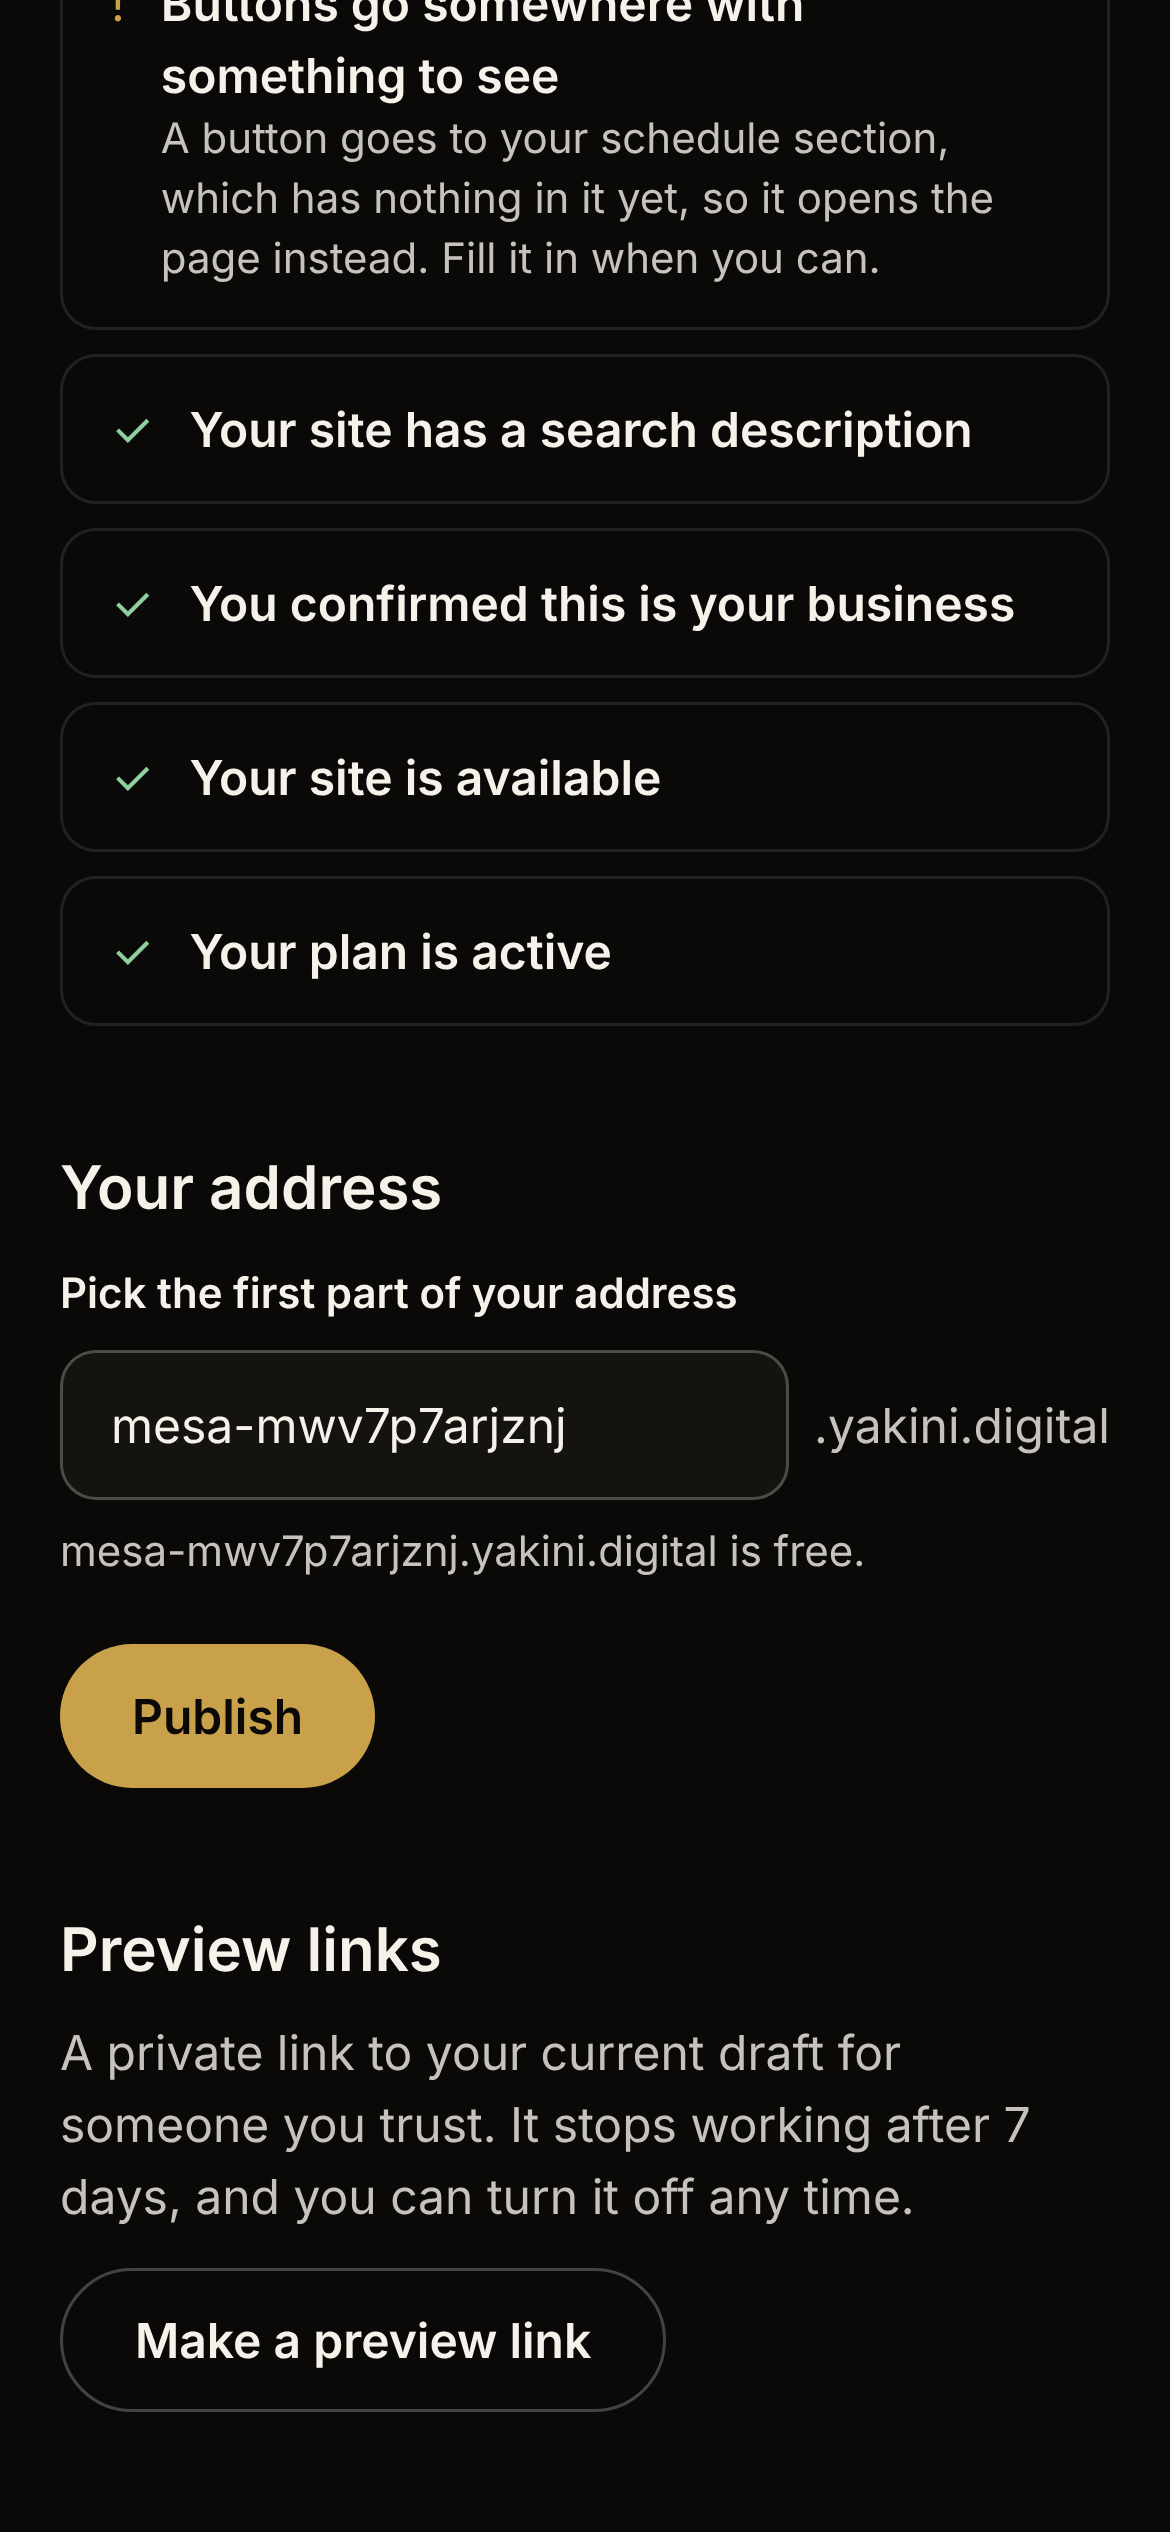 ! Buttons go somewhere with
something to see
A button goes to your schedule section,
which has nothing in it yet, so it opens the
page instead. Fill it in when you can.
Your site has a search description
You confirmed this is your business
Your site is available
Your plan is active
Your address
Pick the first part of your address
mesa-mwv7p7arjznj .yakini.digital
mesa-mwv7p7arjznj.yakini.digital is free.
Publish
Preview links
A private link to your current draft for
someone you trust. It stops working after 7
days, and you can turn it off any time.
Make a preview link